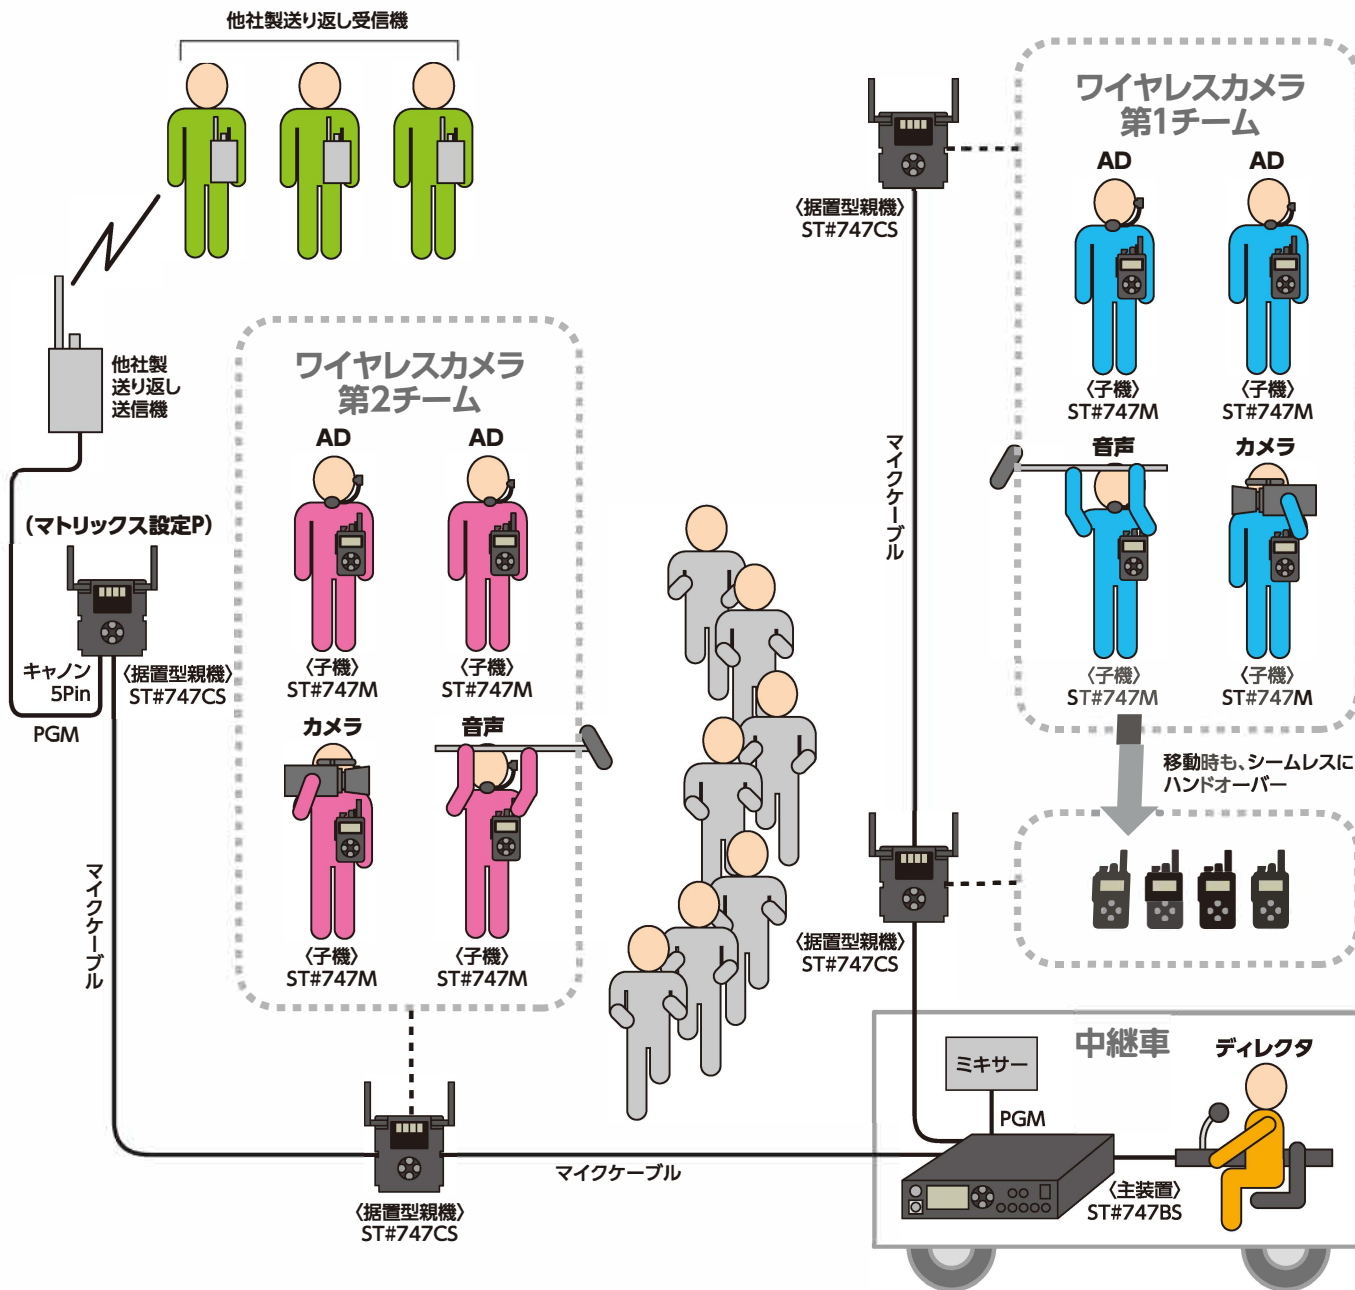 他社製送り返し受信機
他社製
送り返し
送信機
(マトリックス設定P)
キャノン
5Pin
PGM
〈据置型親機〉
ST#747CS
マイクケーブル
ワイヤレスカメラ
第2チーム
AD
AD
〈子機〉
ST#747M
〈子機〉
ST#747M
カメラ
音声
〈子機〉
ST#747M
〈子機〉
ST#747M
〈据置型親機〉
ST#747CS
マイクケーブル
〈据置型親機〉
ST#747CS
マイクケーブル
ワイヤレスカメラ
第1チーム
AD
AD
〈子機〉
ST#747M
〈子機〉
ST#747M
音声
カメラ
〈子機〉
ST#747M
〈子機〉
ST#747M
移動時も、シームレスに
ハンドオーバー
〈据置型親機〉
ST#747CS
中継車
ディレクタ
ミキサー
PGM
〈主装置〉
ST#747BS